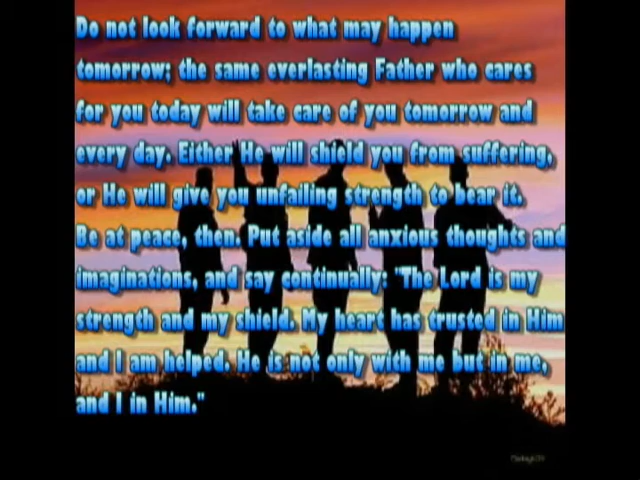 Do not look forward to what may happen
tomorrow; the same everlasting Father who cares
for you today will take care of you tomorrow and
every day. Either He will shield you from suffering,
or He will give you unfailing strength to bear it.
Be at peace, then. Put aside all anxious thoughts and
imaginations, and say continually: "The Lord is my
strength and my shield. My heart has trusted in Him
and I am helped. He is not only with me but in me,
and I in Him."